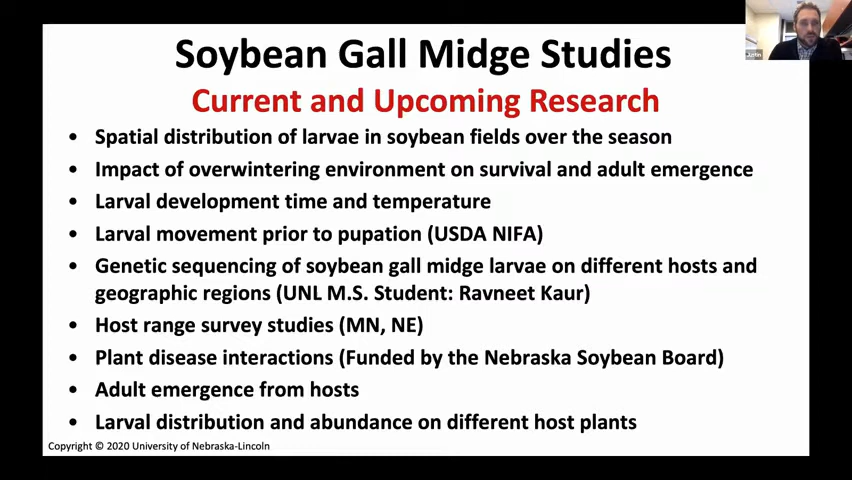 Soybean Gall Midge Studies
Current and Upcoming Research
• Spatial distribution of larvae in soybean fields over the season
• Impact of overwintering environment on survival and adult emergence
• Larval development time and temperature
• Larval movement prior to pupation (USDA NIFA)
• Genetic sequencing of soybean gall midge larvae on different hosts and
geographic regions (UNL M.S. Student: Ravneet Kaur)
• Host range survey studies (MN, NE)
• Plant disease interactions (Funded by the Nebraska Soybean Board)
• Adult emergence from hosts
• Larval distribution and abundance on different host plants
Copyright © 2020 University of Nebraska-Lincoln